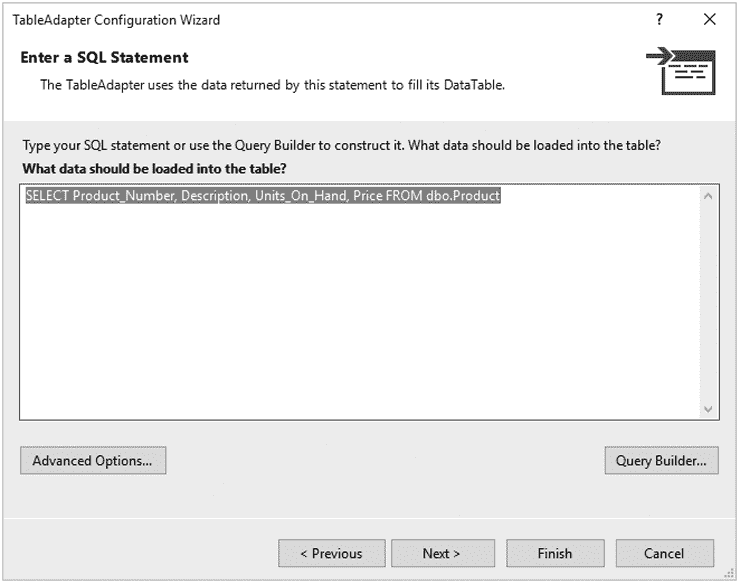 TableAdapter Configuration Wizard
?
Enter a SQL Statement
The TableAdapter uses the data returned by this statement to fill its DataTable.
Type your SQL statement or use the Query Builder to construct it. What data should be loaded into the table?
What data should be loaded into the table?
SELECT Product_Number, Description, Units_On_Hand, Price FROM dbo.Product
Advanced Options...
Query Builder...
< Previous
Next >
Finish
Cancel